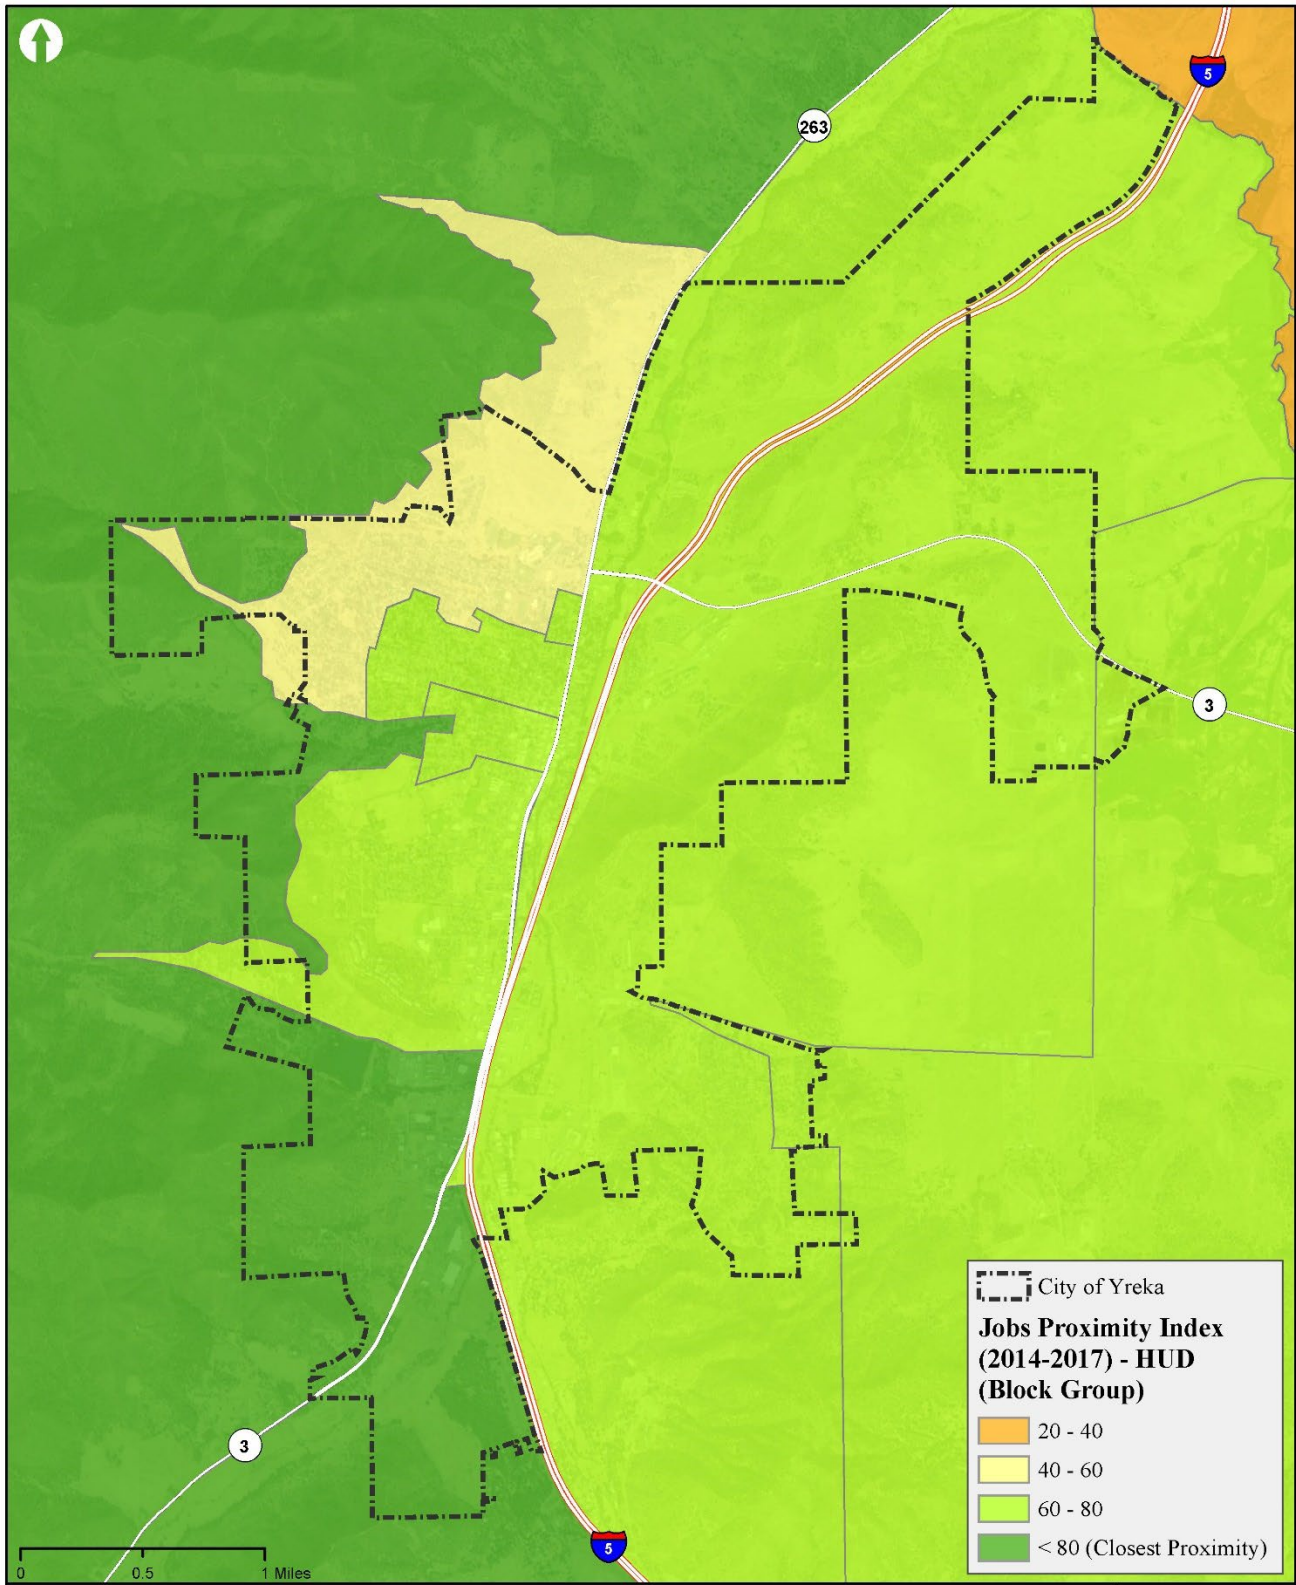 5
263
3
3
5
City of Yreka
Jobs Proximity Index
(2014-2017) - HUD
(Block Group)
20 - 40
40 - 60
60 - 80
< 80 (Closest Proximity)
0 0.5 1 Miles